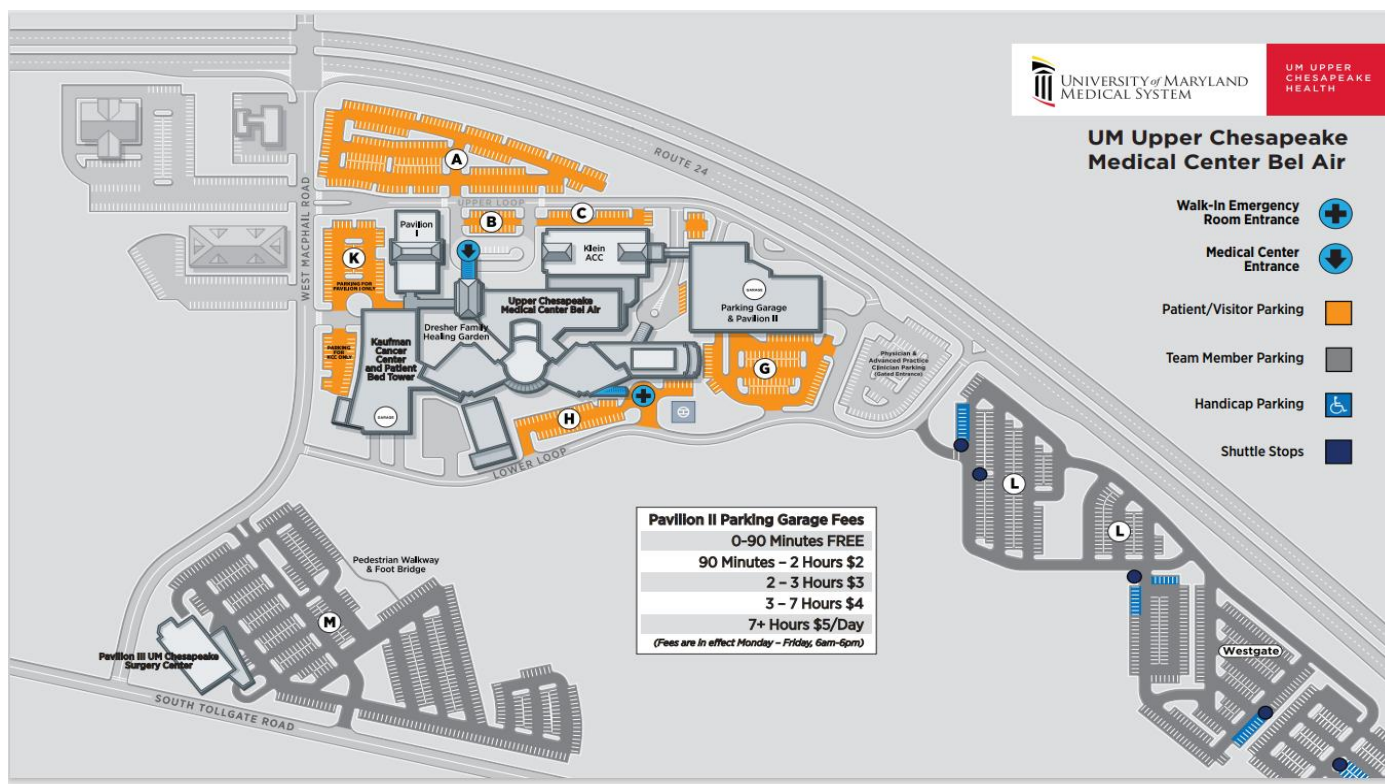 UNIVERSITY of MARYLAND
MEDICAL SYSTEM
UM UPPER
CHESAPEAKE
HEALTH
UM Upper Chesapeake
Medical Center Bel Air
Walk-In Emergency
Room Entrance
Medical Center
Entrance
Patient/Visitor Parking
Team Member Parking
Handicap Parking
Shuttle Stops
ROUTE 24
WEST MACPHAIL ROAD
UPPER LOOP
A
B
C
K
PARKING FOR
PAVILION I ONLY
Pavilion
I
Klein
ACC
Upper Chesapeake
Medical Center Bel Air
GARAGE
Parking Garage
& Pavilion II
Dresher Family
Healing Garden
Kaufman
Cancer
Center
and Patient
Bed Tower
PARKING
FOR
KCC ONLY
GARAGE
G
H
Physician &
Advanced Practice
Clinician Parking
(Gated Entrance)
LOWER LOOP
L
L
Westgate
Pavilion II Parking Garage Fees
0-90 Minutes FREE
90 Minutes – 2 Hours $2
2 – 3 Hours $3
3 – 7 Hours $4
7+ Hours $5/Day
(Fees are in effect Monday – Friday, 6am-6pm)
Pedestrian Walkway
& Foot Bridge
M
Pavilion III UM Chesapeake
Surgery Center
SOUTH TOLLGATE ROAD